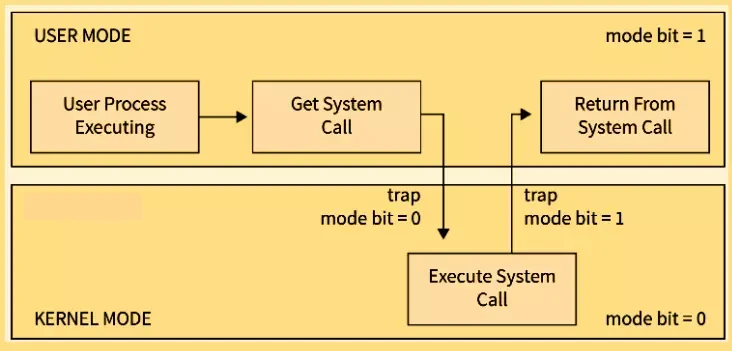 USER MODE
mode bit = 1
User Process
Executing
Get System
Call
Return From
System Call
trap
mode bit = 0
trap
mode bit = 1
Execute System
Call
KERNEL MODE
mode bit = 0